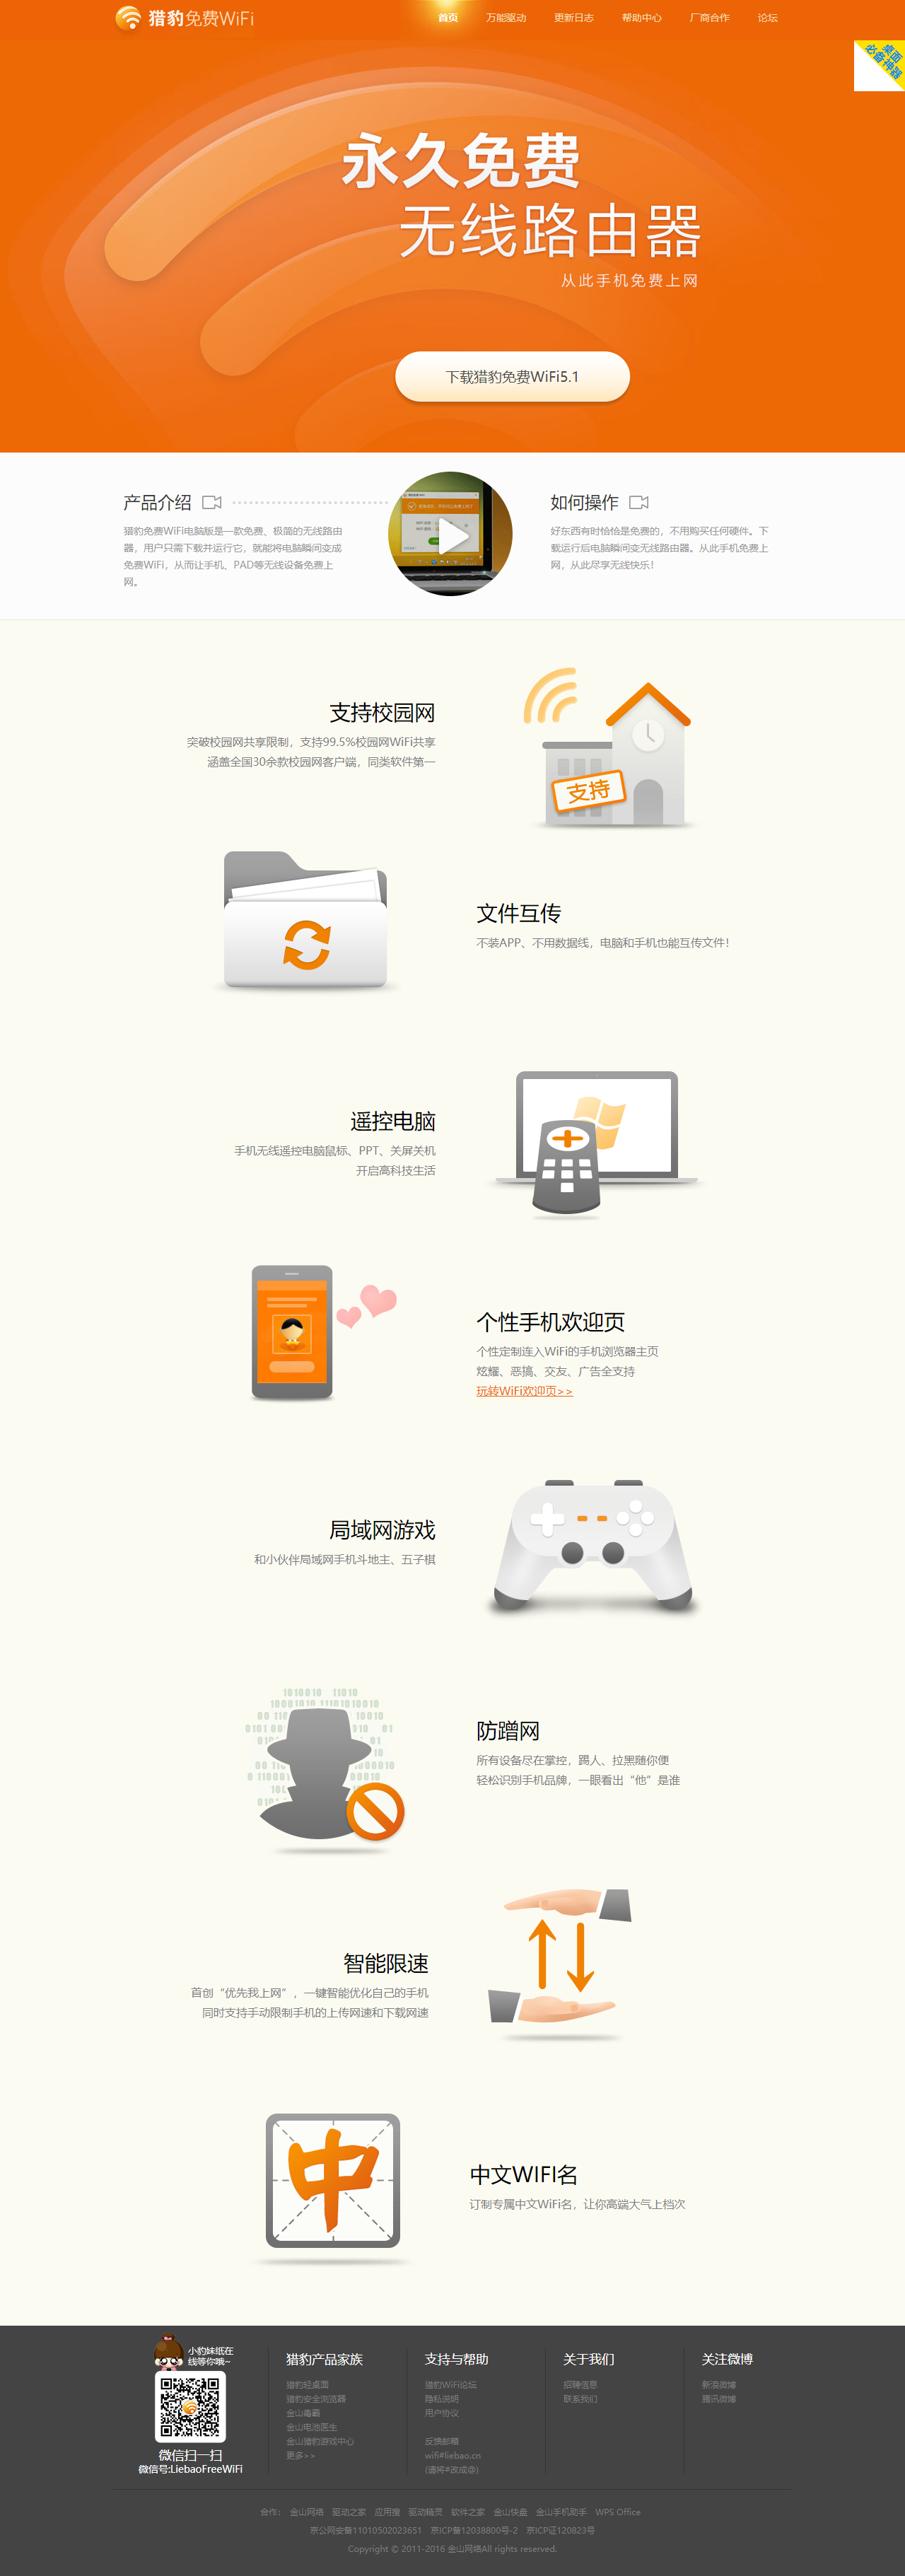 猎豹免费WiFi
首页 万能驱动 更新日志 帮助中心 厂商合作 论坛
桌面
必备神器
永久免费
无线路由器
从此手机免费上网
下载猎豹免费WiFi5.1
产品介绍
猎豹免费WiFi电脑版是一款免费、极简的无线路由
器，用户只需下载并运行它，就能将电脑瞬间变成
免费WiFi，从而让手机、PAD等无线设备免费上
网。
如何操作
好东西有时恰恰是免费的，不用购买任何硬件。下
载运行后电脑瞬间变无线路由器。从此手机免费上
网，从此尽享无线快乐！
支持校园网
突破校园网共享限制，支持99.5%校园网WiFi共享
涵盖全国30余款校园网客户端，同类软件第一
支持
文件互传
不装APP、不用数据线，电脑和手机也能互传文件！
遥控电脑
手机无线遥控电脑鼠标、PPT、关屏关机
开启高科技生活
个性手机欢迎页
个性定制连入WiFi的手机浏览器主页
炫耀、恶搞、交友、广告全支持
玩转WiFi欢迎页>>
局域网游戏
和小伙伴局域网手机斗地主、五子棋
防蹭网
所有设备尽在掌控，踢人、拉黑随你便
轻松识别手机品牌，一眼看出“他”是谁
智能限速
首创“优先我上网”，一键智能优化自己的手机
同时支持手动限制手机的上传网速和下载网速
中
中文WIFI名
订制专属中文WiFi名，让你高端大气上档次
小豹妹纸在
线等你哦~
微信扫一扫
微信号:LiebaoFreeWiFi
猎豹产品家族
猎豹轻桌面
猎豹安全浏览器
金山毒霸
金山电池医生
金山猎豹游戏中心
更多>>
支持与帮助
猎豹WiFi论坛
隐私说明
用户协议
反馈邮箱
wifi#liebao.cn
(请将#改成@)
关于我们
招聘信息
联系我们
关注微博
新浪微博
腾讯微博
合作： 金山网络 驱动之家 应用搜 驱动精灵 软件之家 金山快盘 金山手机助手 WPS Office
京公网安备11010502023651 京ICP备12038800号-2 京ICP证120823号
Copyright © 2011-2016 金山网络All rights reserved.